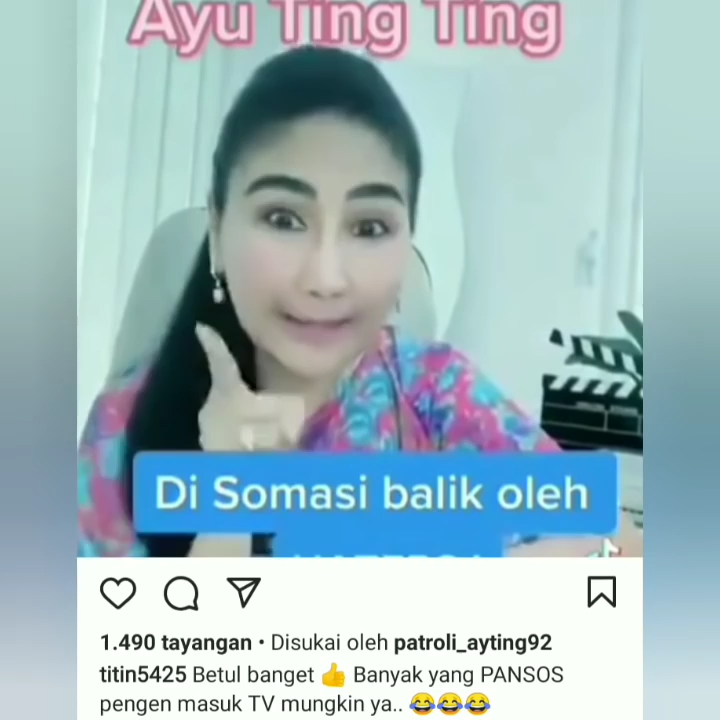 Ayu Ting Ting
Di Somasi balik oleh
1.490 tayangan • Disukai oleh patroli_ayting92
titin5425 Betul banget 👍 Banyak yang PANSOS
pengen masuk TV mungkin ya.. 😂😂😂